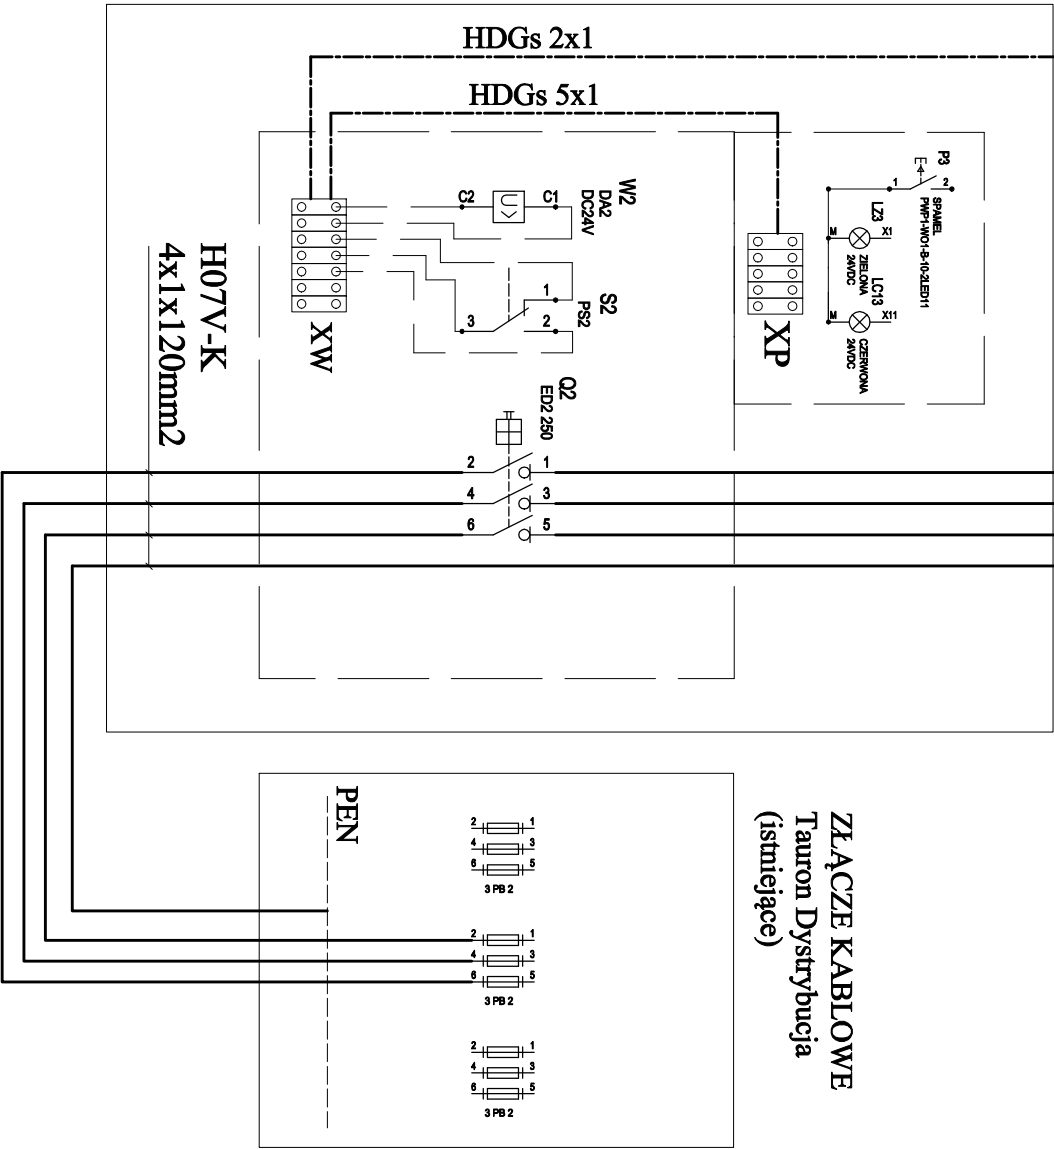 HDGs 2x1
HDGs 5x1
P3
1
2
SPAMEL
PWP1-WO1-B-10-2LED11
LZ3
M
X1
ZIELONA
24VDC
LC13
M
X11
CZERWONA
24VDC
XP
W2
DA2
DC24V
C2
C1
U<
S2
PS2
1
3
2
XW
H07V-K
4x1x120mm2
Q2
ED2 250
2
1
4
3
6
5
ZŁĄCZE KABLOWE
Tauron Dystrybucja
(istniejące)
PEN
2
1
4
3
6
5
3 PB 2
2
1
4
3
6
5
3 PB 2
2
1
4
3
6
5
3 PB 2